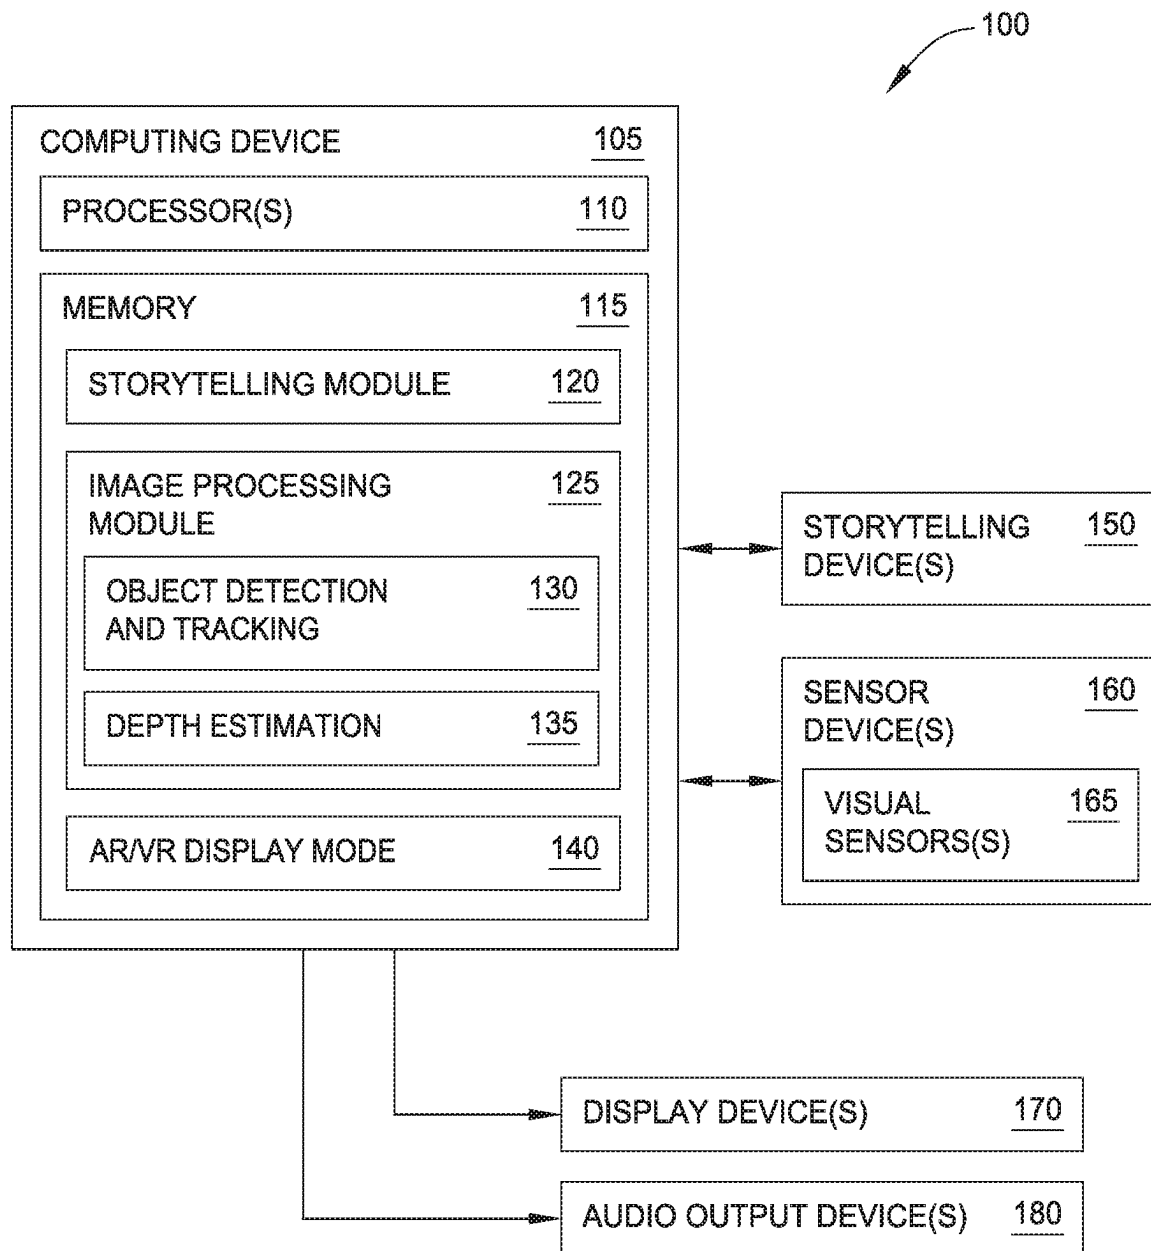 100
COMPUTING DEVICE 105
PROCESSOR(S) 110
MEMORY 115
STORYTELLING MODULE 120
IMAGE PROCESSING 125
MODULE
OBJECT DETECTION 130
AND TRACKING
DEPTH ESTIMATION 135
AR/VR DISPLAY MODE 140
STORYTELLING 150
DEVICE(S)
SENSOR 160
DEVICE(S)
VISUAL 165
SENSORS(S)
DISPLAY DEVICE(S) 170
AUDIO OUTPUT DEVICE(S) 180